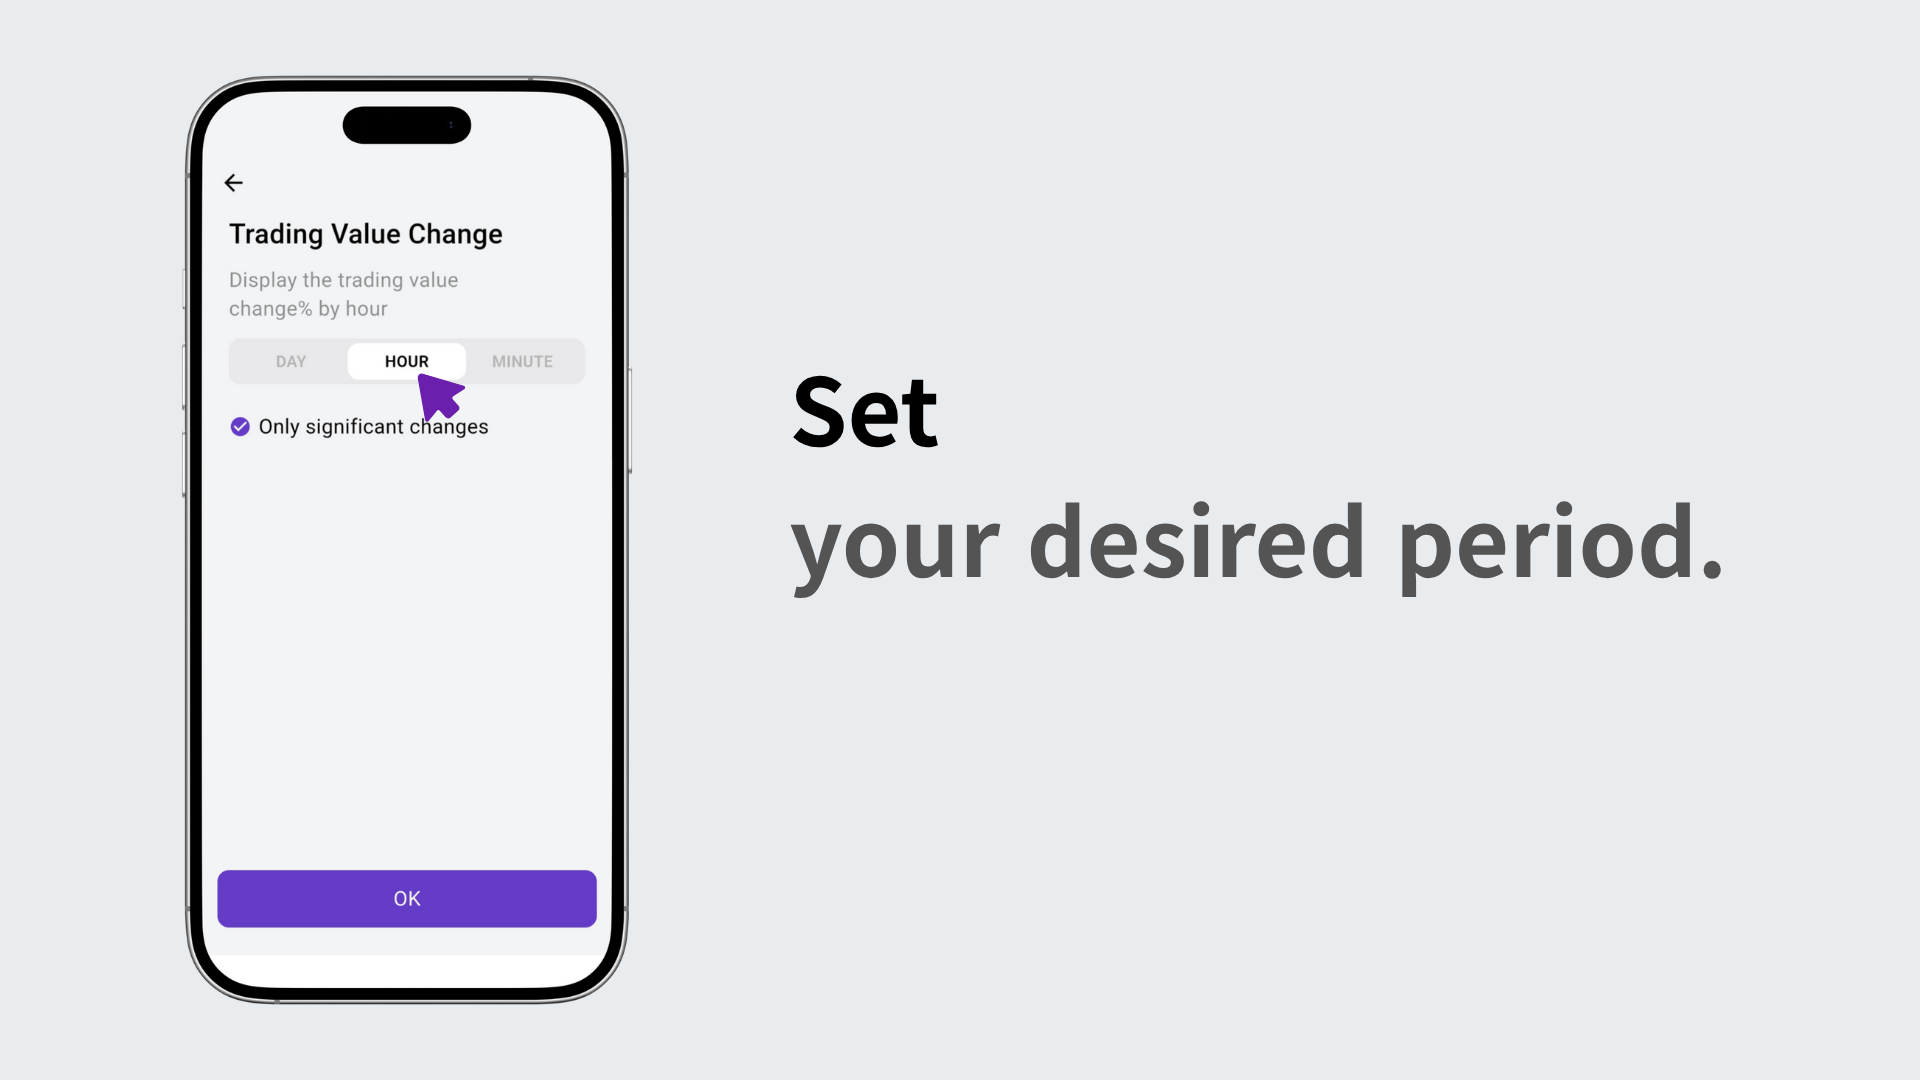 Trading Value Change
Display the trading value
change% by hour
DAY HOUR MINUTE
Only significant changes
OK
Set
your desired period.